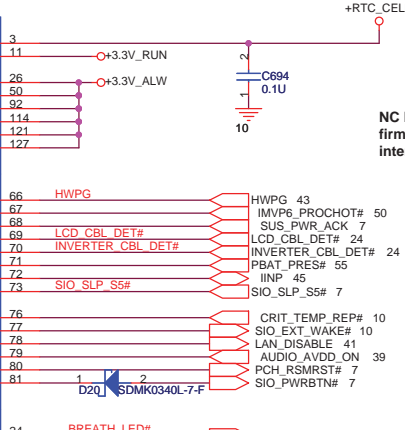 +RTC_CEL
3
11 +3.3V_RUN
26 +3.3V_ALW
50
92
114
121
127
2
C694
0.1U
1
10
NC
firm
inte
66 HWPG HWPG 43
67 IMVP6_PROCHOT# 50
68 SUS_PWR_ACK 7
69 LCD_CBL_DET# LCD_CBL_DET# 24
70 INVERTER_CBL_DET# INVERTER_CBL_DET# 24
71 PBAT_PRES# 55
72 IINP 45
73 SIO_SLP_S5# SIO_SLP_S5# 7
76 CRIT_TEMP_REP# 10
77 SIO_EXT_WAKE# 10
78 LAN_DISABLE 41
79 AUDIO_AVDD_ON 39
80 PCH_RSMRST# 7
81 1 2 SIO_PWRBTN# 7
D20 SDMK0340L-7-F
24 BREATH_LED#